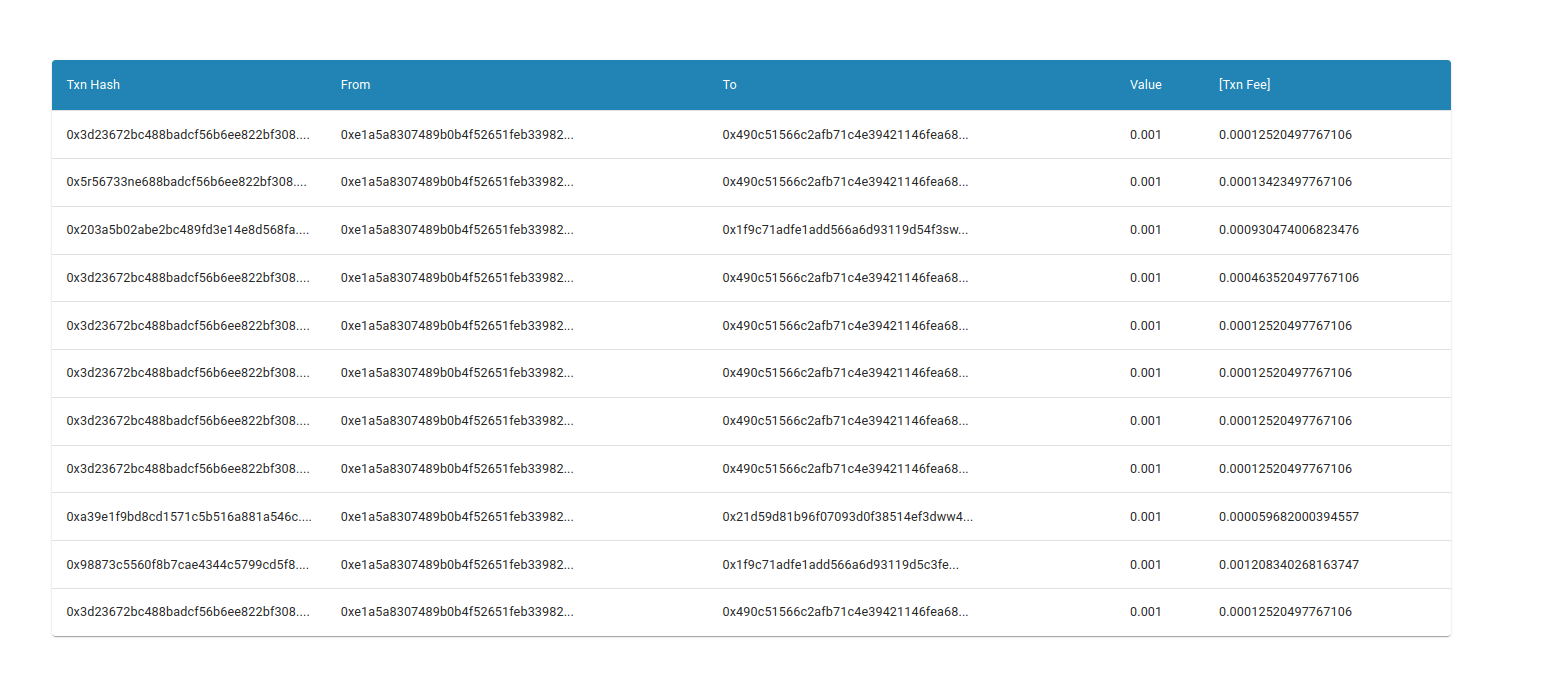 Txn Hash From To Value [Txn Fee]
0x3d23672bc488badcf56b6ee822bf308.... 0xe1a5a8307489b0b4f52651feb33982... 0x490c51566c2afb71c4e39421146fea68... 0.001 0.00012520497767106
0x5r56733ne688badcf56b6ee822bf308.... 0xe1a5a8307489b0b4f52651feb33982... 0x490c51566c2afb71c4e39421146fea68... 0.001 0.00013423497767106
0x203a5b02abe2bc489fd3e14e8d568fa.... 0xe1a5a8307489b0b4f52651feb33982... 0x1f9c71adfe1add566a6d93119d54f3sw... 0.001 0.000930474006823476
0x3d23672bc488badcf56b6ee822bf308.... 0xe1a5a8307489b0b4f52651feb33982... 0x490c51566c2afb71c4e39421146fea68... 0.001 0.000463520497767106
0x3d23672bc488badcf56b6ee822bf308.... 0xe1a5a8307489b0b4f52651feb33982... 0x490c51566c2afb71c4e39421146fea68... 0.001 0.00012520497767106
0x3d23672bc488badcf56b6ee822bf308.... 0xe1a5a8307489b0b4f52651feb33982... 0x490c51566c2afb71c4e39421146fea68... 0.001 0.00012520497767106
0x3d23672bc488badcf56b6ee822bf308.... 0xe1a5a8307489b0b4f52651feb33982... 0x490c51566c2afb71c4e39421146fea68... 0.001 0.00012520497767106
0x3d23672bc488badcf56b6ee822bf308.... 0xe1a5a8307489b0b4f52651feb33982... 0x490c51566c2afb71c4e39421146fea68... 0.001 0.00012520497767106
0xa39e1f9bd8cd1571c5b516a881a546c.... 0xe1a5a8307489b0b4f52651feb33982... 0x21d59d81b96f07093d0f38514ef3dww4... 0.001 0.000059682000394557
0x98873c5560f8b7cae4344c5799cd5f8.... 0xe1a5a8307489b0b4f52651feb33982... 0x1f9c71adfe1add566a6d93119d5c3fe... 0.001 0.001208340268163747
0x3d23672bc488badcf56b6ee822bf308.... 0xe1a5a8307489b0b4f52651feb33982... 0x490c51566c2afb71c4e39421146fea68... 0.001 0.00012520497767106